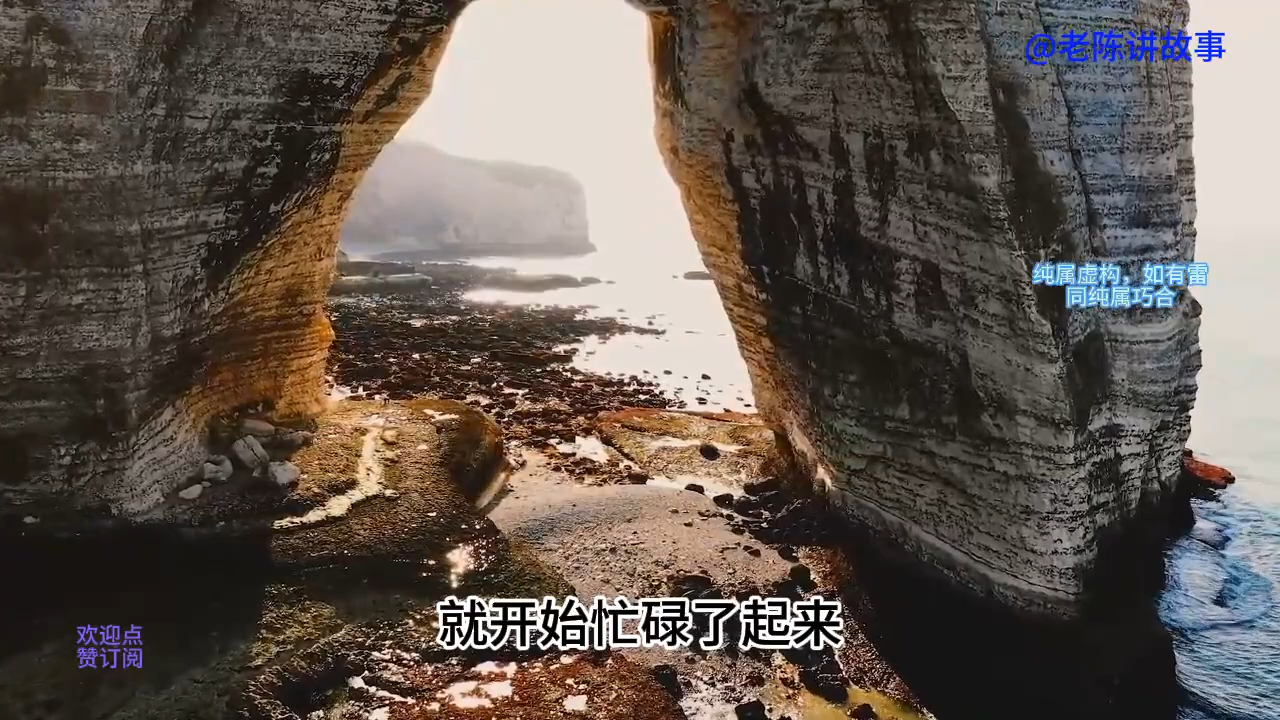 @老陈讲故事
纯属虚构，如有雷
同纯属巧合
就开始忙碌了起来
欢迎点
赞订阅